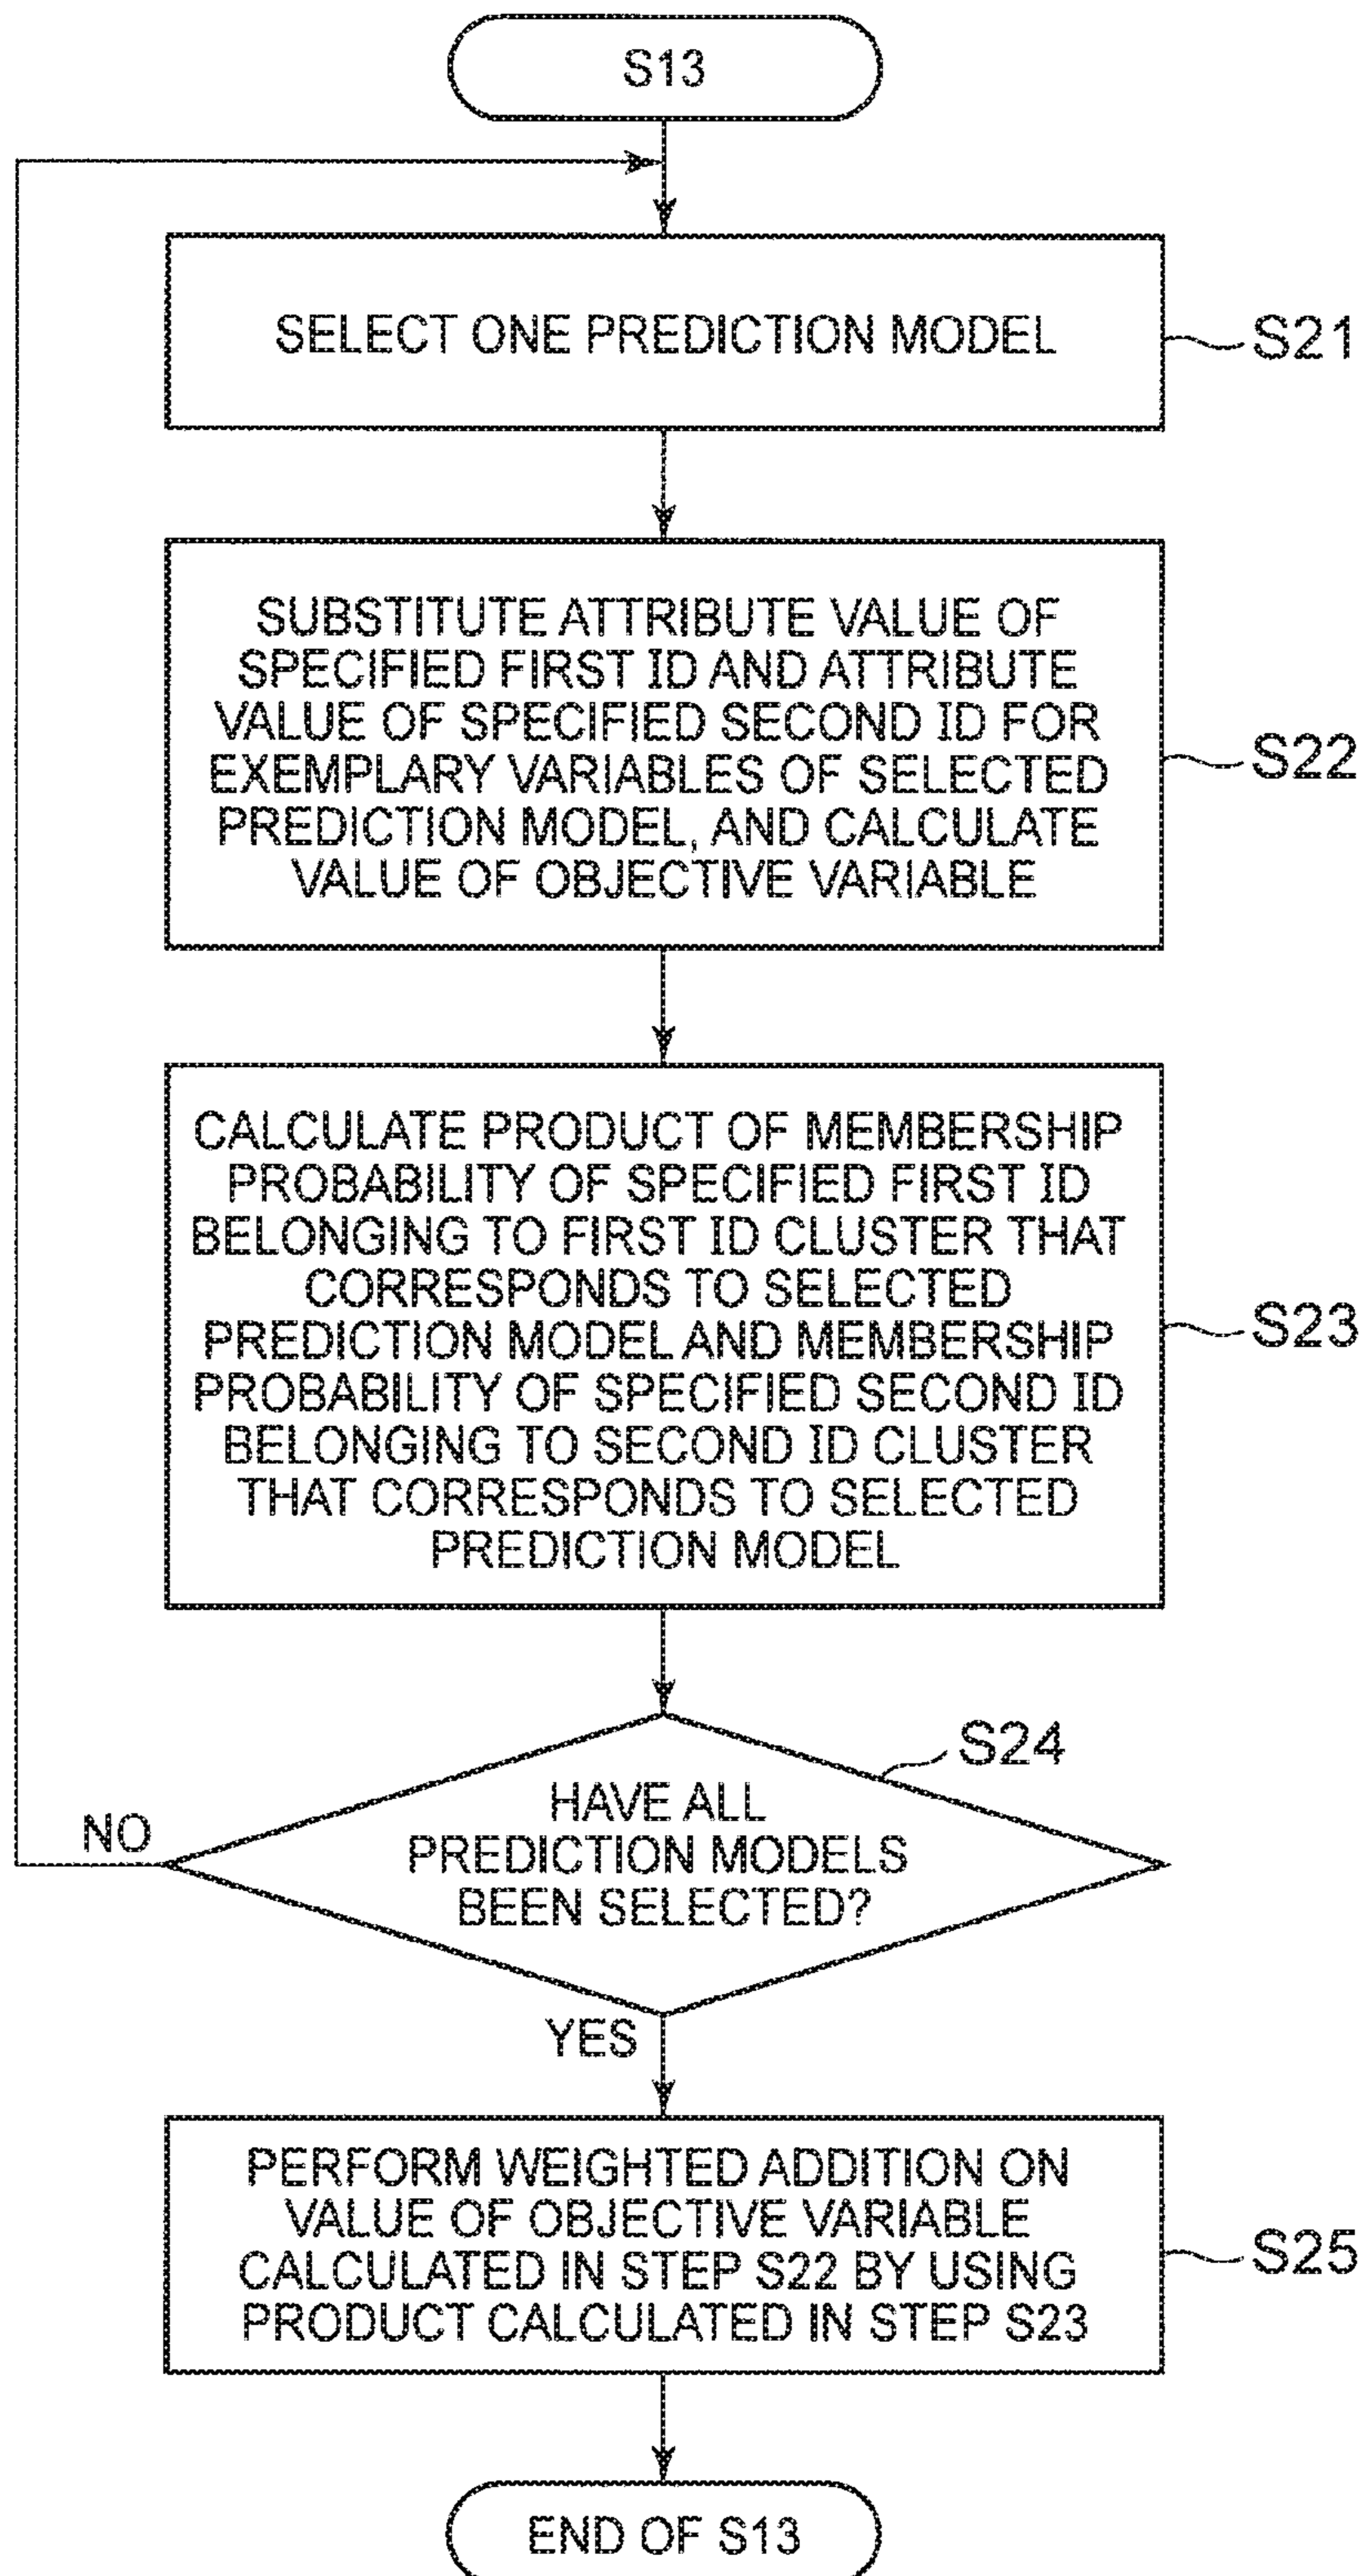 S13
SELECT ONE PREDICTION MODEL
S21
SUBSTITUTE ATTRIBUTE VALUE OF
SPECIFIED FIRST ID AND ATTRIBUTE
VALUE OF SPECIFIED SECOND ID FOR
EXEMPLARY VARIABLES OF SELECTED
PREDICTION MODEL, AND CALCULATE
VALUE OF OBJECTIVE VARIABLE
S22
CALCULATE PRODUCT OF MEMBERSHIP
PROBABILITY OF SPECIFIED FIRST ID
BELONGING TO FIRST ID CLUSTER THAT
CORRESPONDS TO SELECTED
PREDICTION MODEL AND MEMBERSHIP
PROBABILITY OF SPECIFIED SECOND ID
BELONGING TO SECOND ID CLUSTER
THAT CORRESPONDS TO SELECTED
PREDICTION MODEL
S23
S24
HAVE ALL
PREDICTION MODELS
BEEN SELECTED?
NO
YES
PERFORM WEIGHTED ADDITION ON
VALUE OF OBJECTIVE VARIABLE
CALCULATED IN STEP S22 BY USING
PRODUCT CALCULATED IN STEP S23
S25
END OF S13